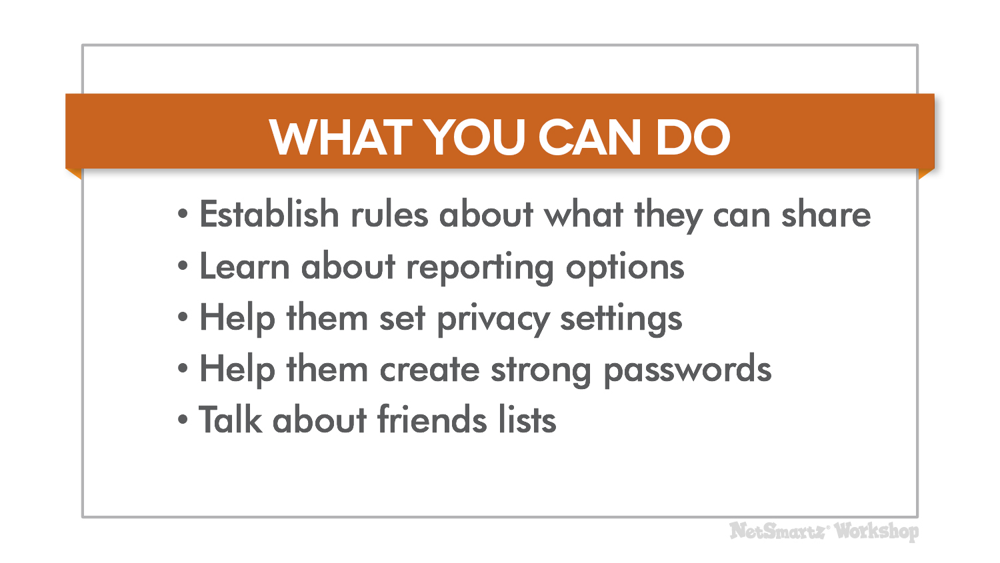 WHAT YOU CAN DO
• Establish rules about what they can share
• Learn about reporting options
• Help them set privacy settings
• Help them create strong passwords
• Talk about friends lists
NetSmartz® Workshop